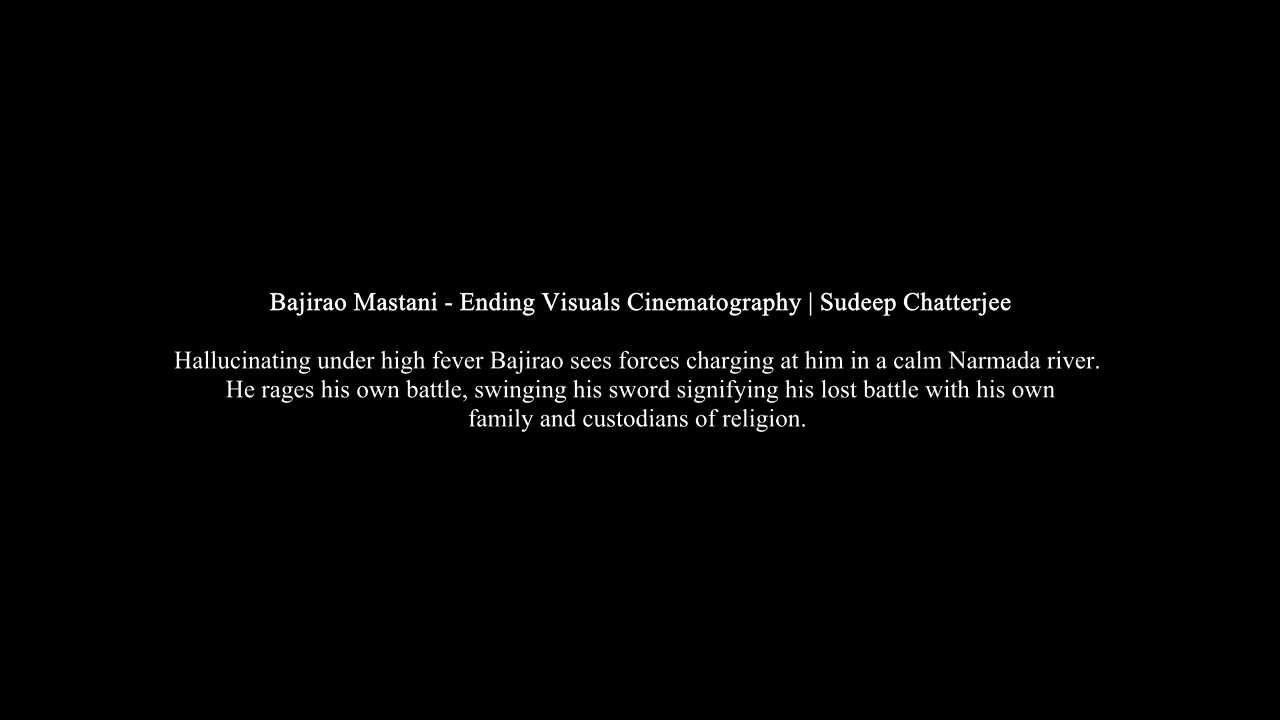 Bajirao Mastani - Ending Visuals Cinematography | Sudeep Chatterjee
Hallucinating under high fever Bajirao sees forces charging at him in a calm Narmada river.
He rages his own battle, swinging his sword signifying his lost battle with his own
family and custodians of religion.